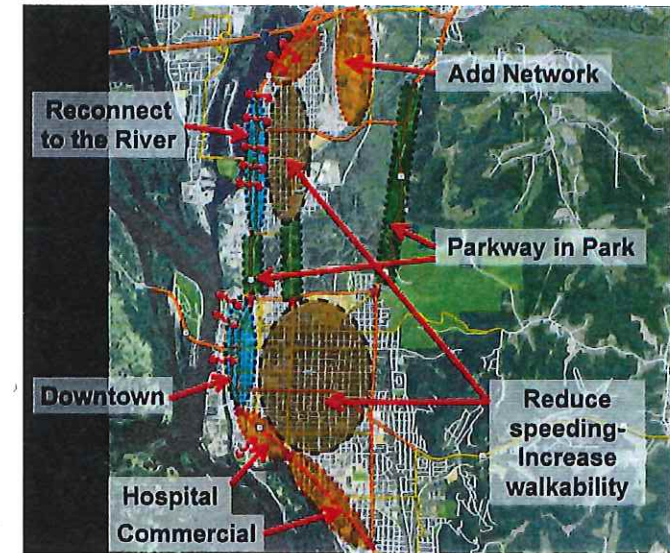 Add Network
Reconnect
to the River
Parkway in Park
Downtown
Reduce
speeding-
Increase
walkability
Hospital
Commercial